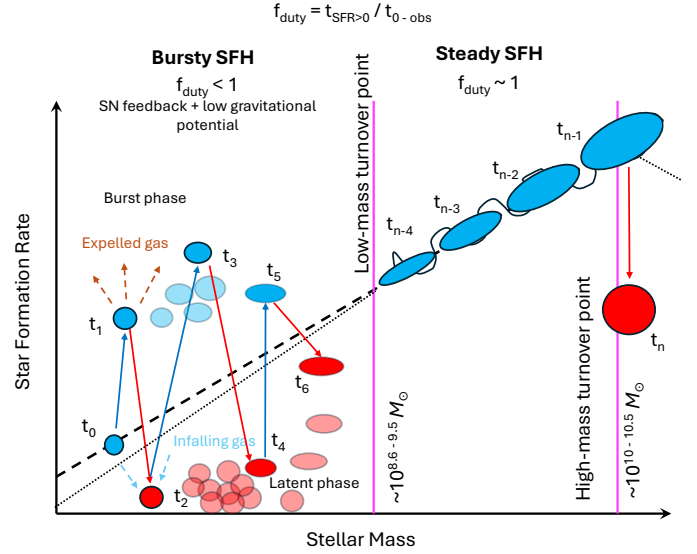 f_duty = t_SFR>0 / t_0 - obs
Bursty SFH
f_duty < 1
SN feedback + low gravitational
potential
Steady SFH
f_duty ~ 1
Low-mass turnover point
High-mass turnover point
~10^8.6 - 9.5 M_⊙
~10^10 - 10.5 M_⊙
Burst phase
Expelled gas
Infalling gas
Latent phase
t_0
t_1
t_2
t_3
t_4
t_5
t_6
t_n-4
t_n-3
t_n-2
t_n-1
t_n
Star Formation Rate
Stellar Mass